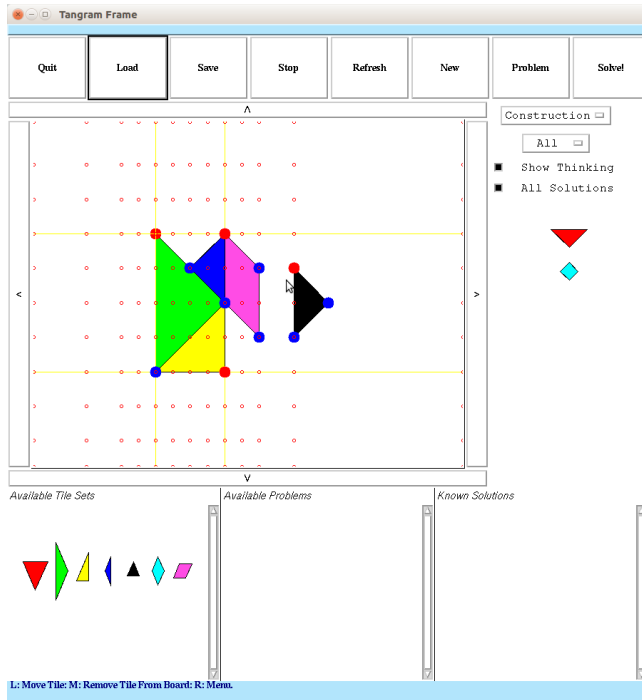 Tangram Frame
Quit Load Save Stop Refresh New Problem Solve!
Construction
All
Show Thinking
All Solutions
Available Tile Sets Available Problems Known Solutions
L: Move Tile: M: Remove Tile From Board: R: Menu.